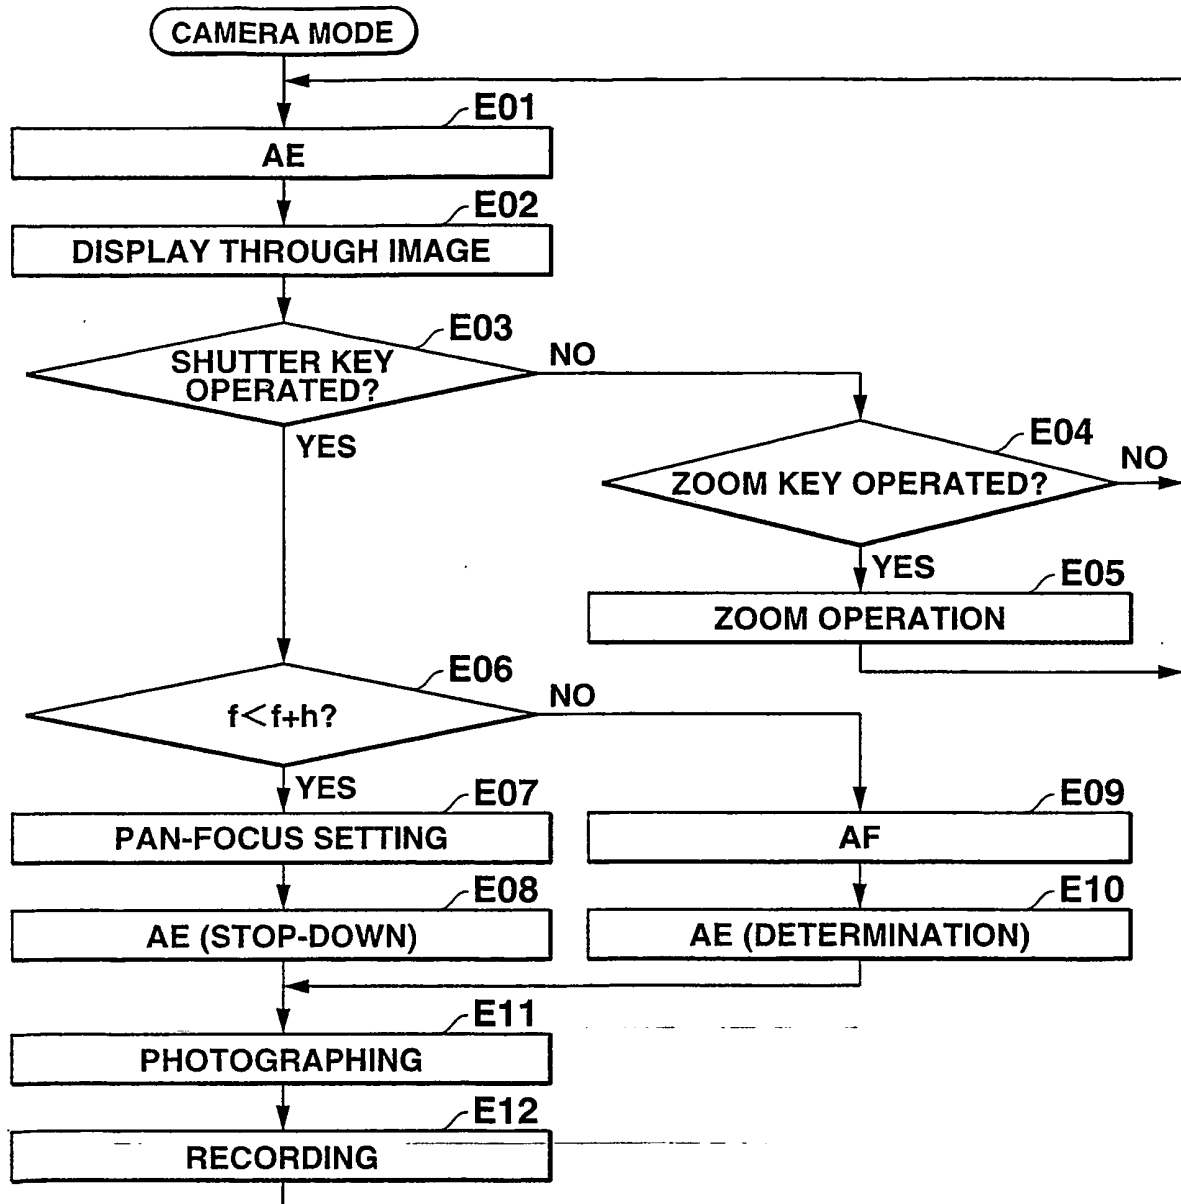 CAMERA MODE
E01
AE
E02
DISPLAY THROUGH IMAGE
E03
SHUTTER KEY
OPERATED?
NO
YES
E04
ZOOM KEY OPERATED?
NO
YES
E05
ZOOM OPERATION
E06
f<f+h?
NO
YES
E07
PAN-FOCUS SETTING
E09
AF
E08
AE (STOP-DOWN)
E10
AE (DETERMINATION)
E11
PHOTOGRAPHING
E12
RECORDING